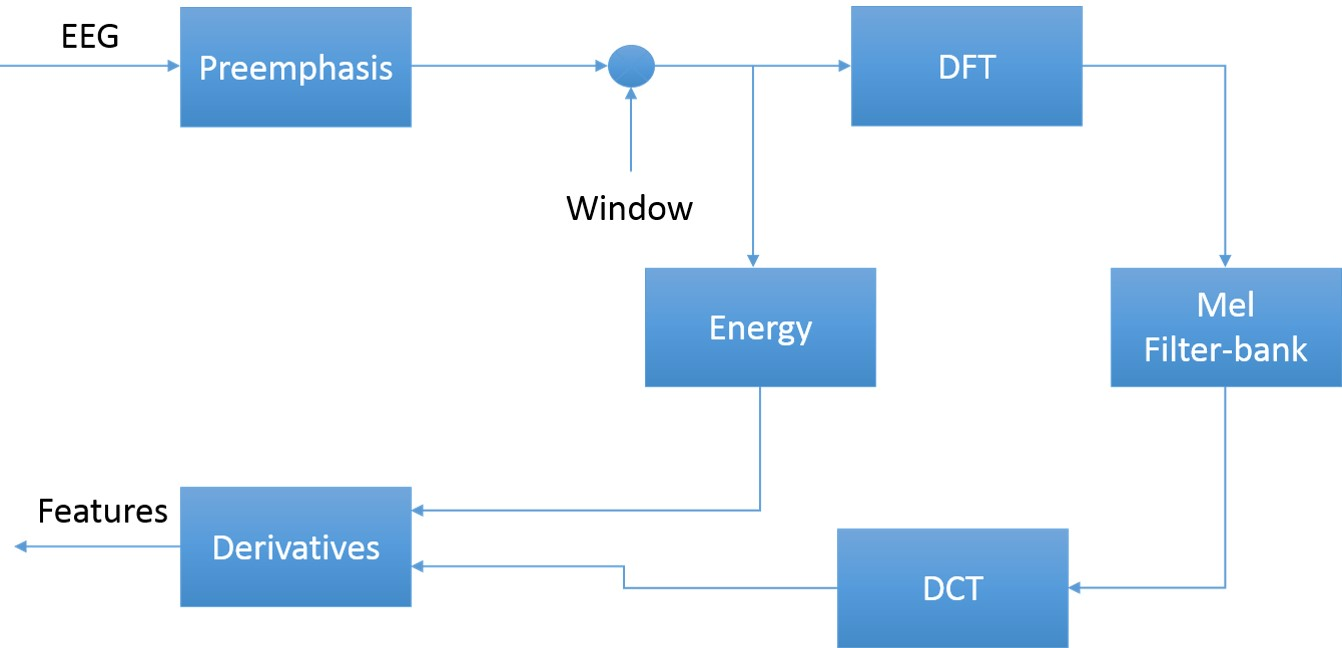 EEG
Preemphasis
DFT
Window
Energy
Mel
Filter-bank
Features
Derivatives
DCT